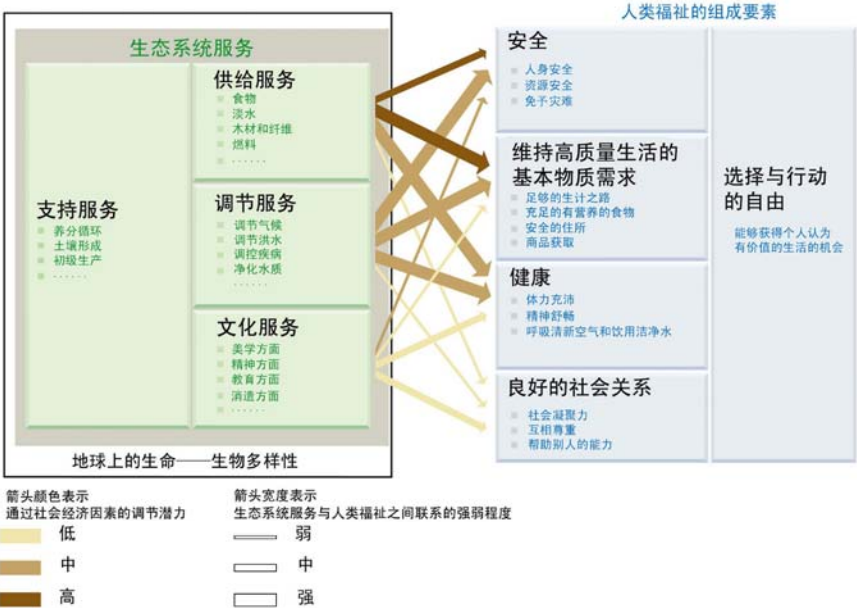 人类福祉的组成要素
生态系统服务
支持服务
养分循环
土壤形成
初级生产
······
供给服务
食物
淡水
木材和纤维
燃料
······
调节服务
调节气候
调节洪水
调控疾病
净化水质
······
文化服务
美学方面
精神方面
教育方面
消遣方面
······
地球上的生命——生物多样性
安全
人身安全
资源安全
免予灾难
维持高质量生活的
基本物质需求
足够的生计之路
充足的有营养的食物
安全的住所
商品获取
健康
体力充沛
精神舒畅
呼吸清新空气和饮用洁净水
良好的社会关系
社会凝聚力
互相尊重
帮助别人的能力
选择与行动
的自由
能够获得个人认为
有价值的生活的机会
箭头颜色表示
通过社会经济因素的调节潜力
低
中
高
箭头宽度表示
生态系统服务与人类福祉之间联系的强弱程度
弱
中
强